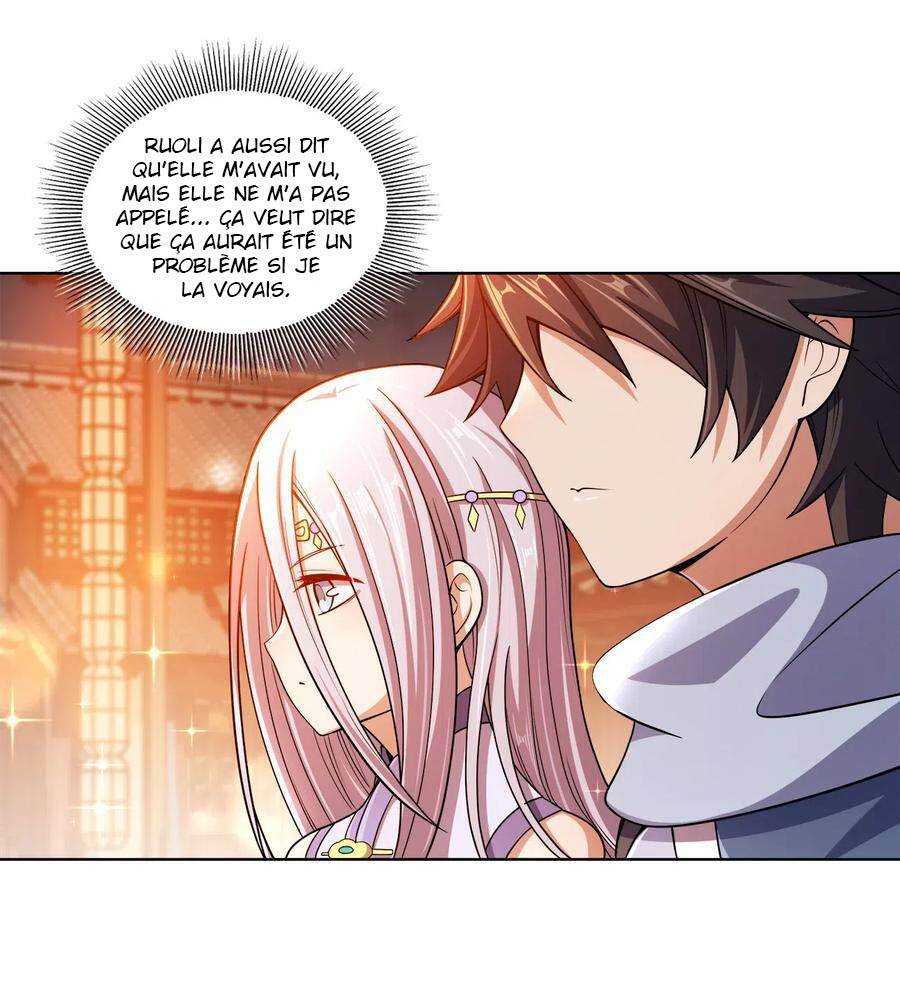 RUOLI A AUSSI DIT
QU'ELLE M'AVAIT VU,
MAIS ELLE NE M'A PAS
APPELÉ... ÇA VEUT DIRE
QUE ÇA AURAIT ÉTÉ UN
PROBLÈME SI JE
LA VOYAIS.